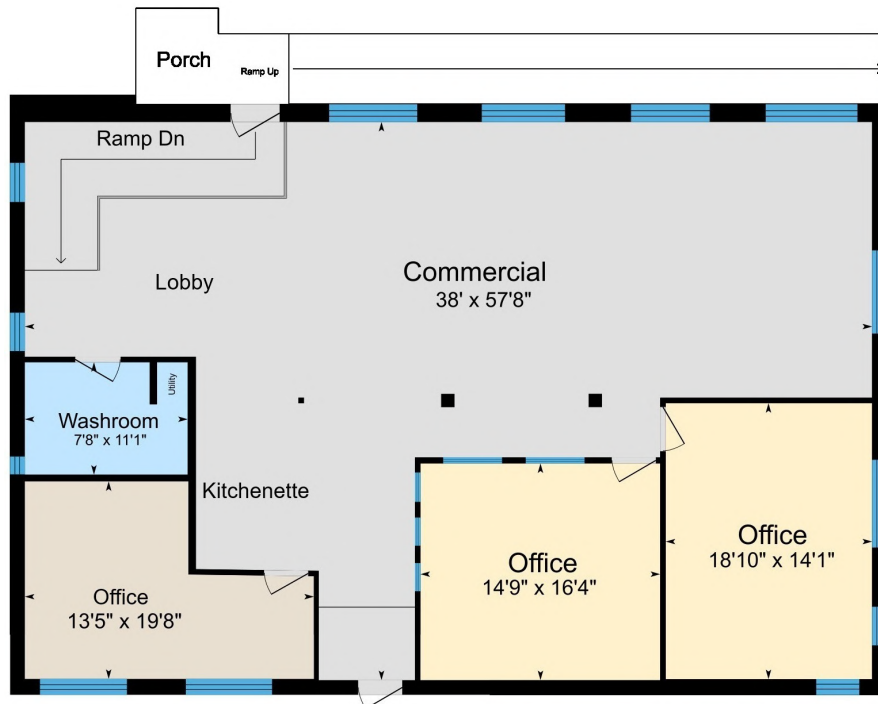 Porch
Ramp Up
Ramp Dn
Lobby
Commercial
38' x 57'8"
Utility
Washroom
7'8" x 11'1"
Kitchenette
Office
13'5" x 19'8"
Office
14'9" x 16'4"
Office
18'10" x 14'1"